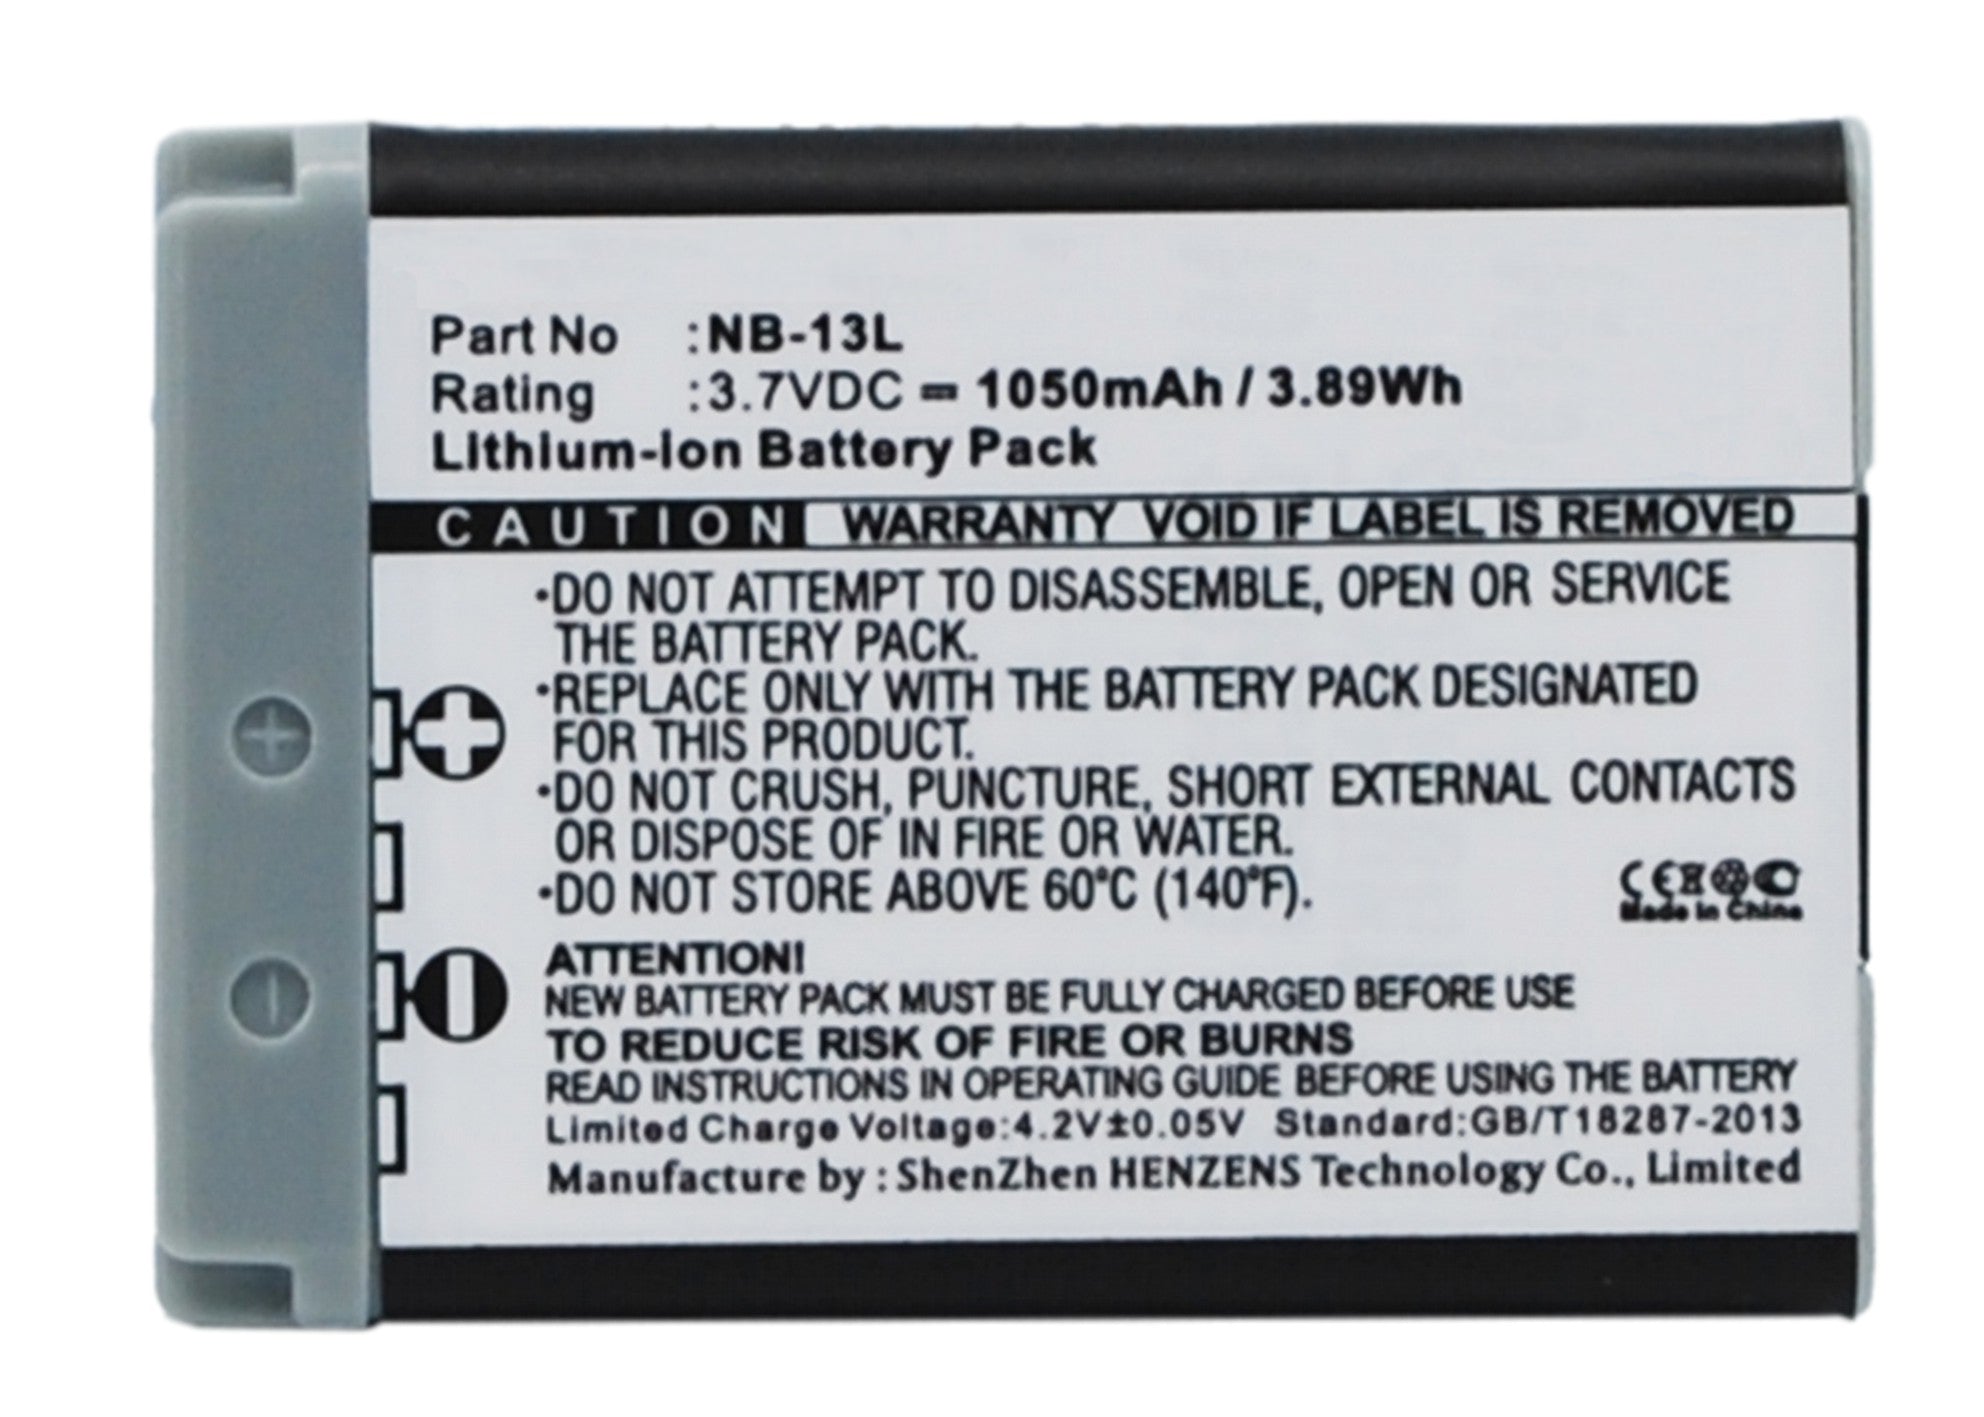 Part No :NB-13L
Rating :3.7VDC ⎓ 1050mAh / 3.89Wh
Lithium-Ion Battery Pack
CAUTION WARRANTY VOID IF LABEL IS REMOVED
•DO NOT ATTEMPT TO DISASSEMBLE, OPEN OR SERVICE
THE BATTERY PACK.
•REPLACE ONLY WITH THE BATTERY PACK DESIGNATED
FOR THIS PRODUCT.
•DO NOT CRUSH, PUNCTURE, SHORT EXTERNAL CONTACTS
OR DISPOSE OF IN FIRE OR WATER.
•DO NOT STORE ABOVE 60°C (140°F).
CE
Made in China
ATTENTION!
NEW BATTERY PACK MUST BE FULLY CHARGED BEFORE USE
TO REDUCE RISK OF FIRE OR BURNS
READ INSTRUCTIONS IN OPERATING GUIDE BEFORE USING THE BATTERY
Limited Charge Voltage:4.2V±0.05V Standard:GB/T18287-2013
Manufacture by : ShenZhen HENZENS Technology Co., Limited